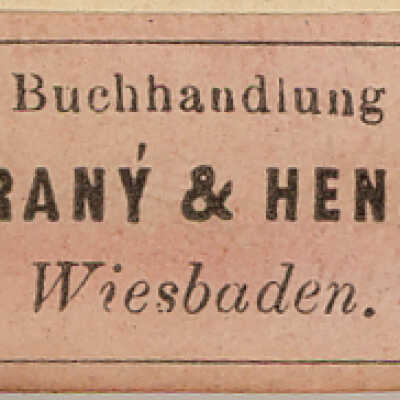 Buchhandlung
RANÝ & HEN
Wiesbaden.